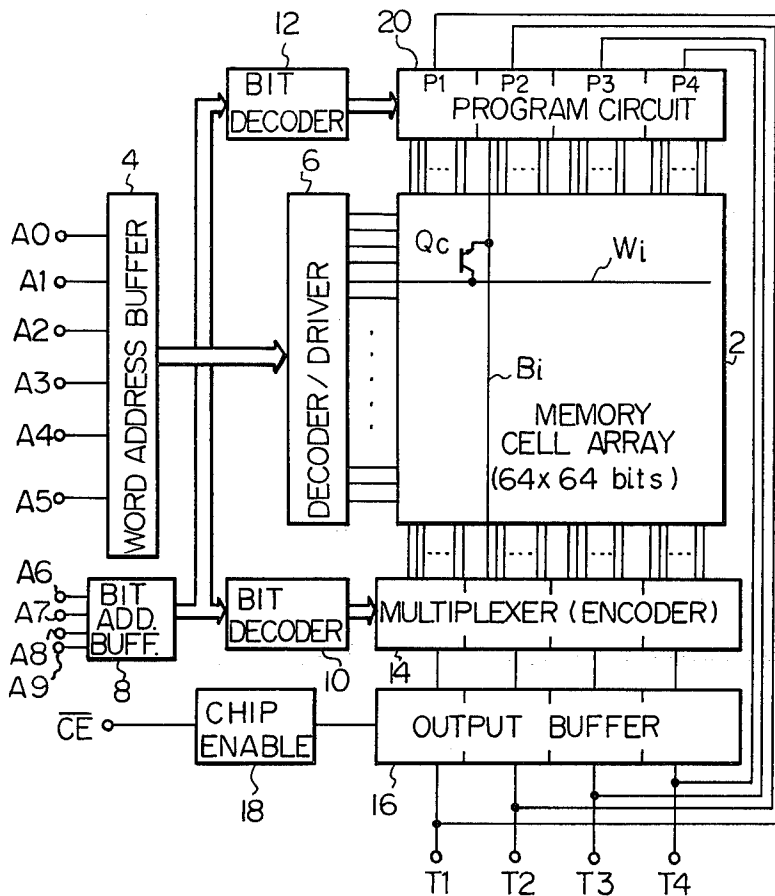 12
20
BIT
DECODER
P1 P2 P3 P4
PROGRAM CIRCUIT
4
6
A0
A1
A2
A3
A4
A5
WORD ADDRESS BUFFER
DECODER / DRIVER
Qc
Wi
Bi
2
MEMORY
CELL ARRAY
(64x64 bits)
A6
A7
A8
A9
BIT
ADD.
BUFF.
8
BIT
DECODER
10
MULTIPLEXER (ENCODER)
14
CE
CHIP
ENABLE
18
OUTPUT BUFFER
16
T1 T2 T3 T4